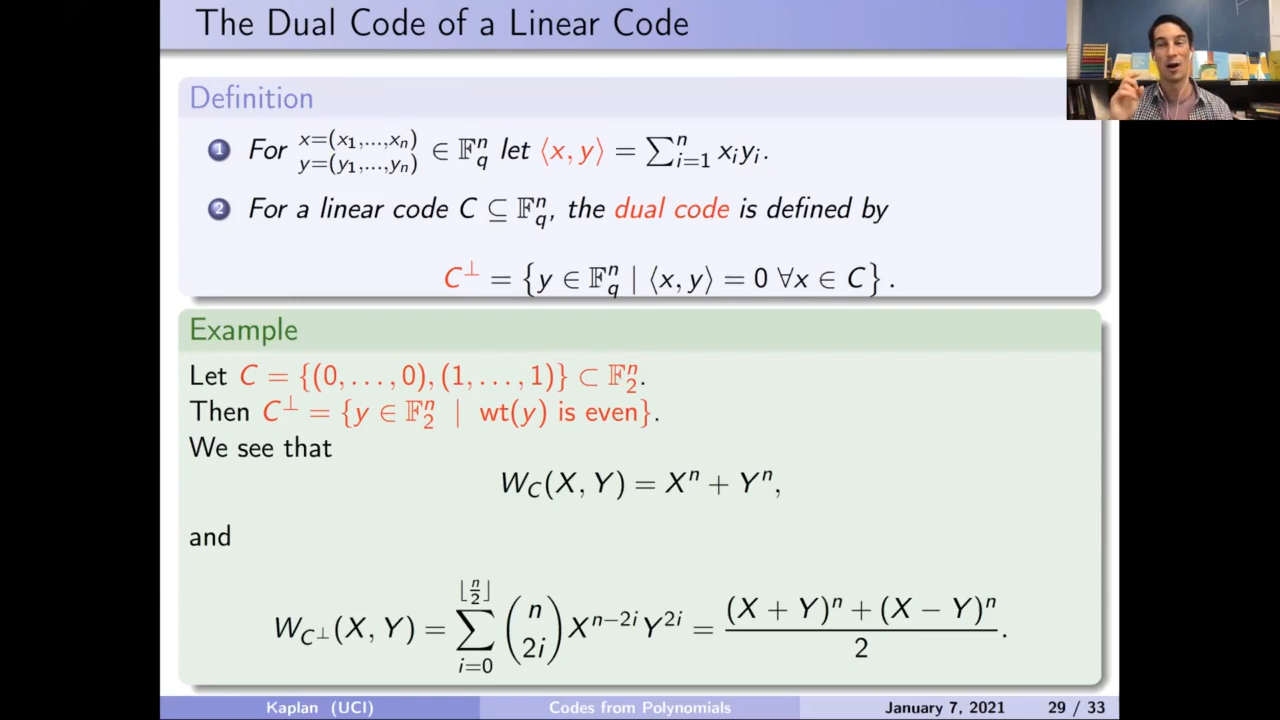 The Dual Code of a Linear Code
Definition
1 For x=(x₁,...,xₙ) y=(y₁,...,yₙ) ∈ 𝔽_q^n let ⟨x, y⟩ = ∑_{i=1}^n x_i y_i.
2 For a linear code C ⊆ 𝔽_q^n, the dual code is defined by
C^⊥ = {y ∈ 𝔽_q^n | ⟨x, y⟩ = 0 ∀x ∈ C}.
Example
Let C = {(0, . . . , 0), (1, . . . , 1)} ⊂ 𝔽_2^n.
Then C^⊥ = {y ∈ 𝔽_2^n | wt(y) is even}.
We see that
W_C(X, Y) = X^n + Y^n,
and
W_{C^⊥}(X, Y) = ∑_{i=0}^{⌊n/2⌋} (n 2i) X^{n−2i} Y^{2i} = ((X + Y)^n + (X − Y)^n)/2.
Kaplan (UCI) Codes from Polynomials January 7, 2021 29 / 33